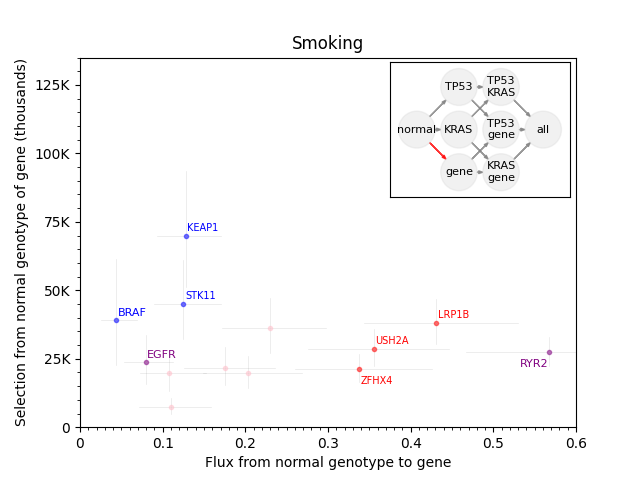 Smoking
Selection from normal genotype of gene (thousands)
125K
100K
75K
50K
25K
0
TP53
TP53
KRAS
normal
KRAS
TP53
gene
all
gene
KRAS
gene
KEAP1
STK11
BRAF
EGFR
LRP1B
USH2A
ZFHX4
RYR2
0
0.1
0.2
0.3
0.4
0.5
0.6
Flux from normal genotype to gene